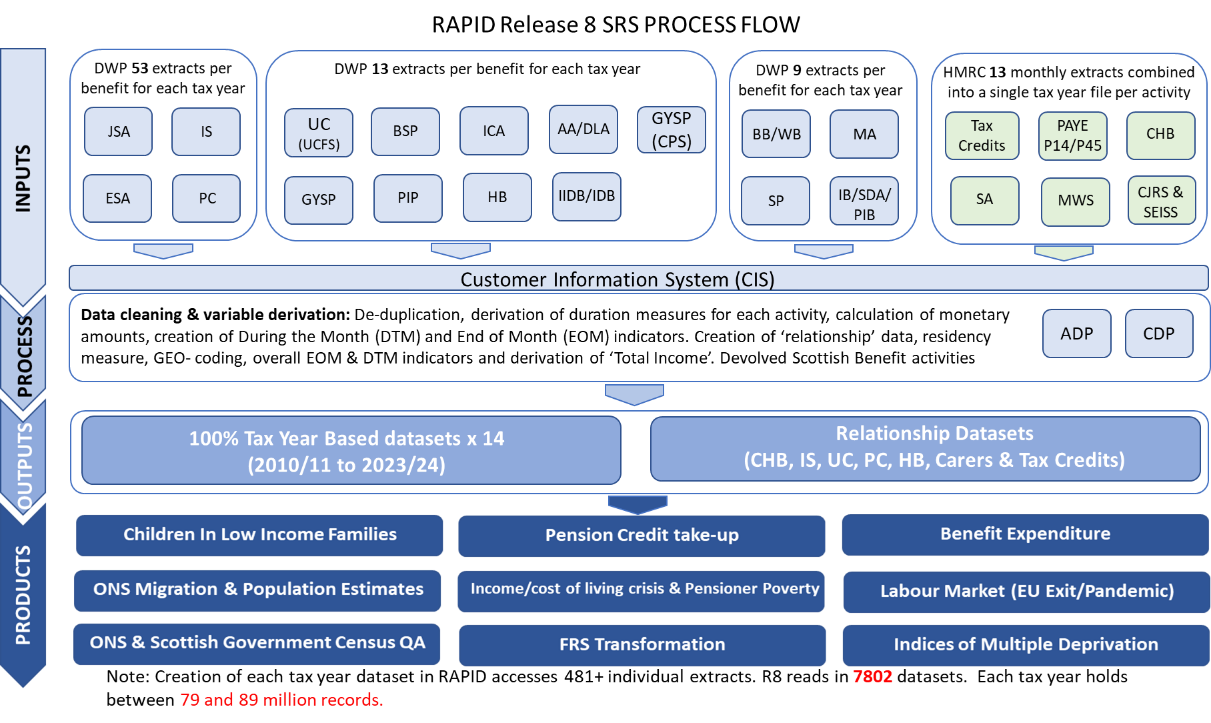 RAPID Release 8 SRS PROCESS FLOW
INPUTS
DWP 53 extracts per
benefit for each tax year
JSA
IS
ESA
PC
DWP 13 extracts per benefit for each tax year
UC
(UCFS)
BSP
ICA
AA/DLA
GYSP
(CPS)
GYSP
PIP
HB
IIDB/IDB
DWP 9 extracts per
benefit for each tax year
BB/WB
MA
SP
IB/SDA/
PIB
HMRC 13 monthly extracts combined
into a single tax year file per activity
Tax
Credits
PAYE
P14/P45
CHB
SA
MWS
CJRS &
SEISS
Customer Information System (CIS)
PROCESS
Data cleaning & variable derivation: De-duplication, derivation of duration measures for each activity, calculation of monetary
amounts, creation of During the Month (DTM) and End of Month (EOM) indicators. Creation of ‘relationship’ data, residency
measure, GEO- coding, overall EOM & DTM indicators and derivation of ‘Total Income’. Devolved Scottish Benefit activities
ADP
CDP
OUTPUTS
100% Tax Year Based datasets x 14
(2010/11 to 2023/24)
Relationship Datasets
(CHB, IS, UC, PC, HB, Carers & Tax Credits)
PRODUCTS
Children In Low Income Families
Pension Credit take-up
Benefit Expenditure
ONS Migration & Population Estimates
Income/cost of living crisis & Pensioner Poverty
Labour Market (EU Exit/Pandemic)
ONS & Scottish Government Census QA
FRS Transformation
Indices of Multiple Deprivation
Note: Creation of each tax year dataset in RAPID accesses 481+ individual extracts. R8 reads in 7802 datasets.  Each tax year holds
between 79 and 89 million records.